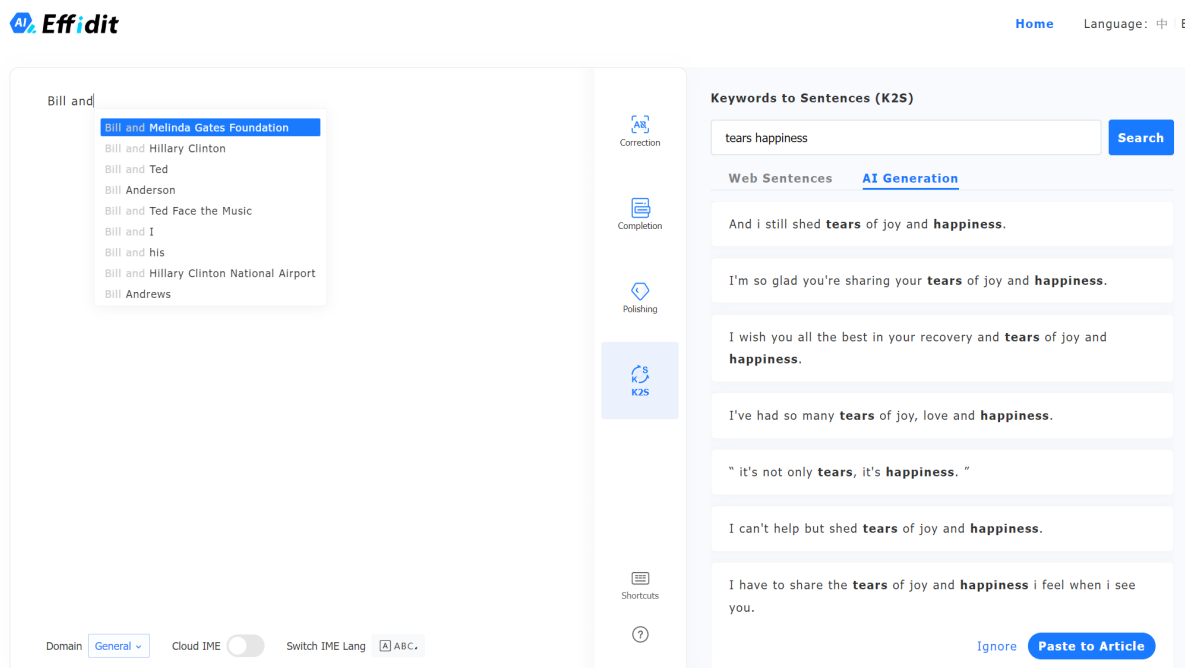 AI Effidit
Home
Language: 中
Bill and
Bill and Melinda Gates Foundation
Bill and Hillary Clinton
Bill and Ted
Bill Anderson
Bill and Ted Face the Music
Bill and I
Bill and his
Bill and Hillary Clinton National Airport
Bill Andrews
Domain General
Cloud IME
Switch IME Lang A ABC
Correction
Completion
Polishing
K S
K2S
Shortcuts
?
Keywords to Sentences (K2S)
tears happiness
Search
Web Sentences
AI Generation
And i still shed tears of joy and happiness.
I'm so glad you're sharing your tears of joy and happiness.
I wish you all the best in your recovery and tears of joy and
happiness.
I've had so many tears of joy, love and happiness.
“ it's not only tears, it's happiness. ”
I can't help but shed tears of joy and happiness.
I have to share the tears of joy and happiness i feel when i see
you.
Ignore
Paste to Article